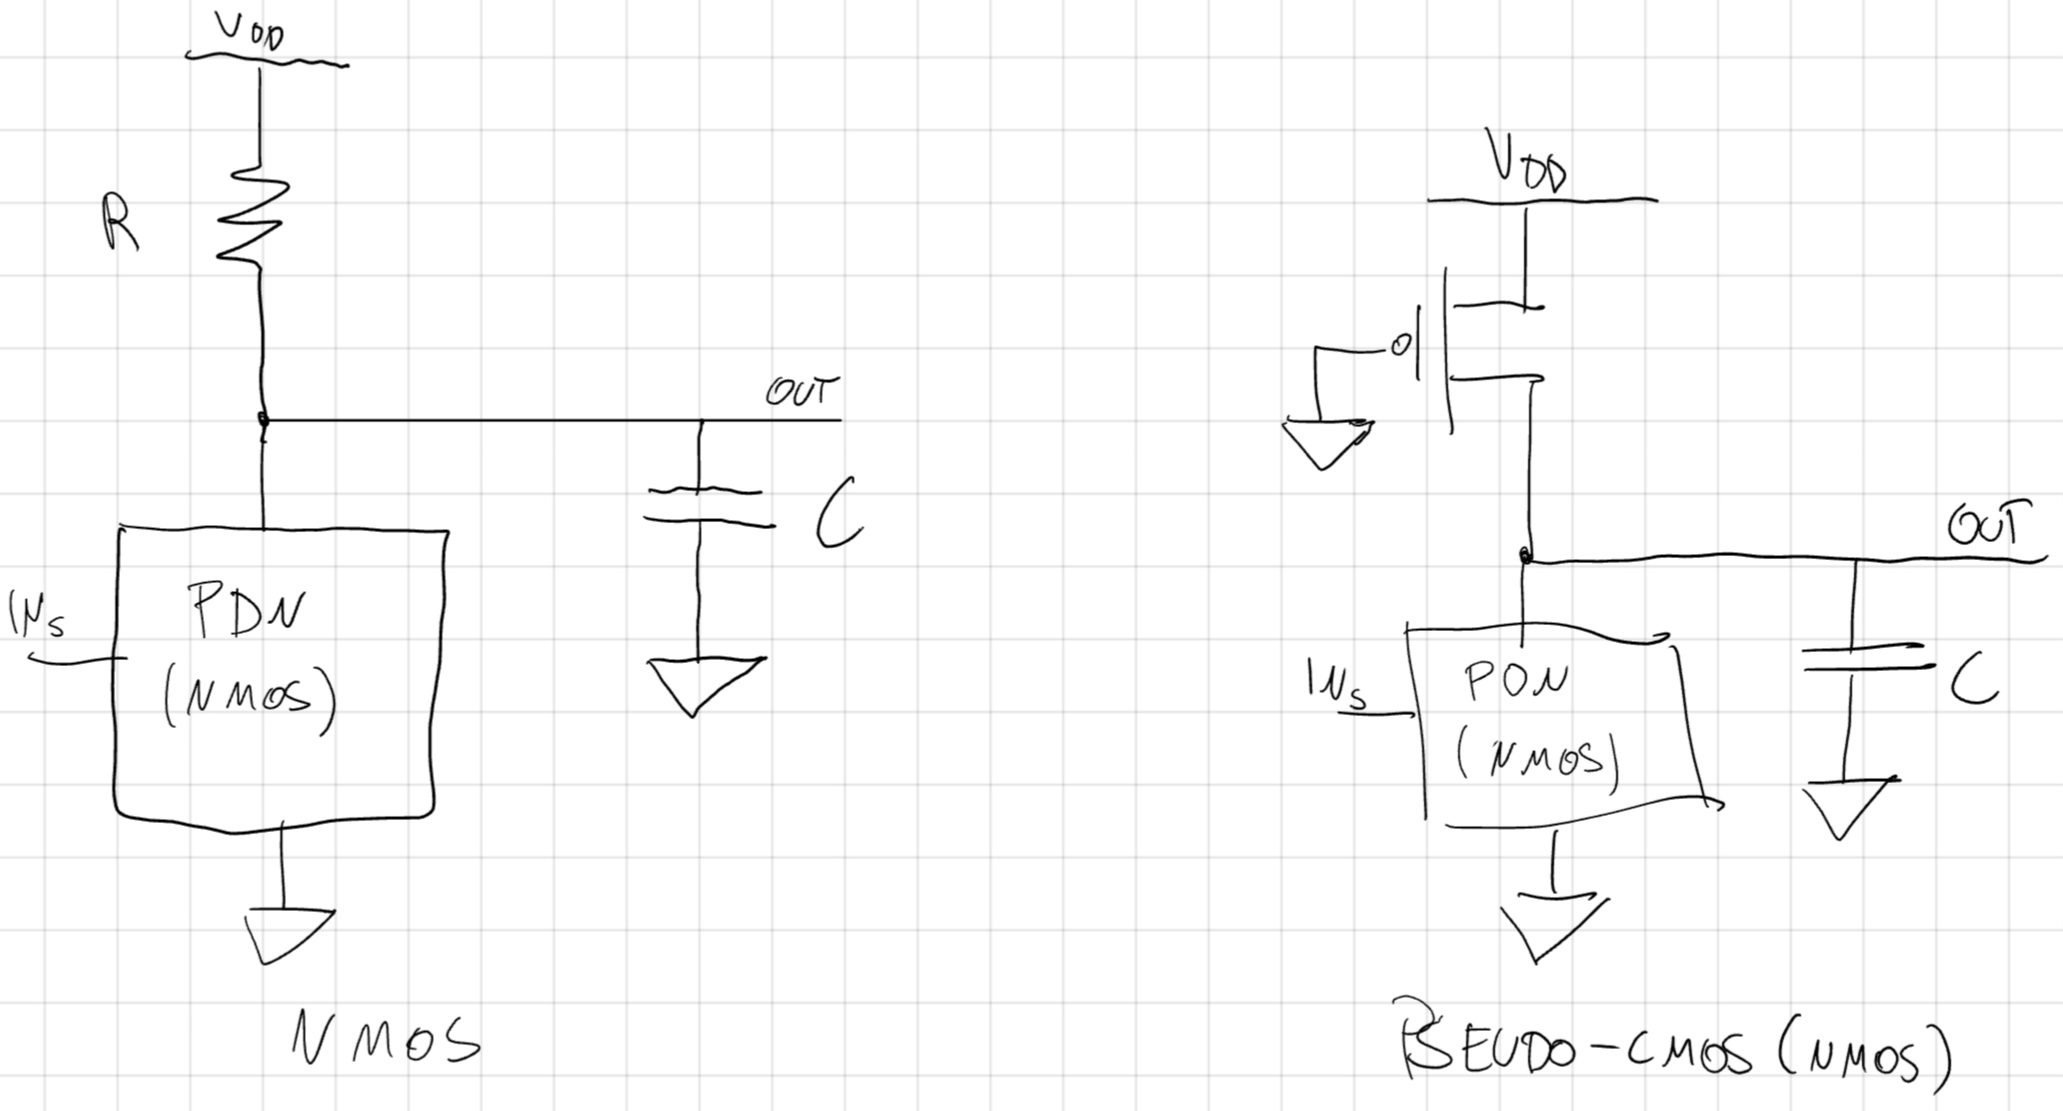 VDD
R
OUT
C
INs
PDN
(NMOS)
NMOS
VDD
OUT
INs
PDN
(NMOS)
C
PSEUDO-CMOS (NMOS)